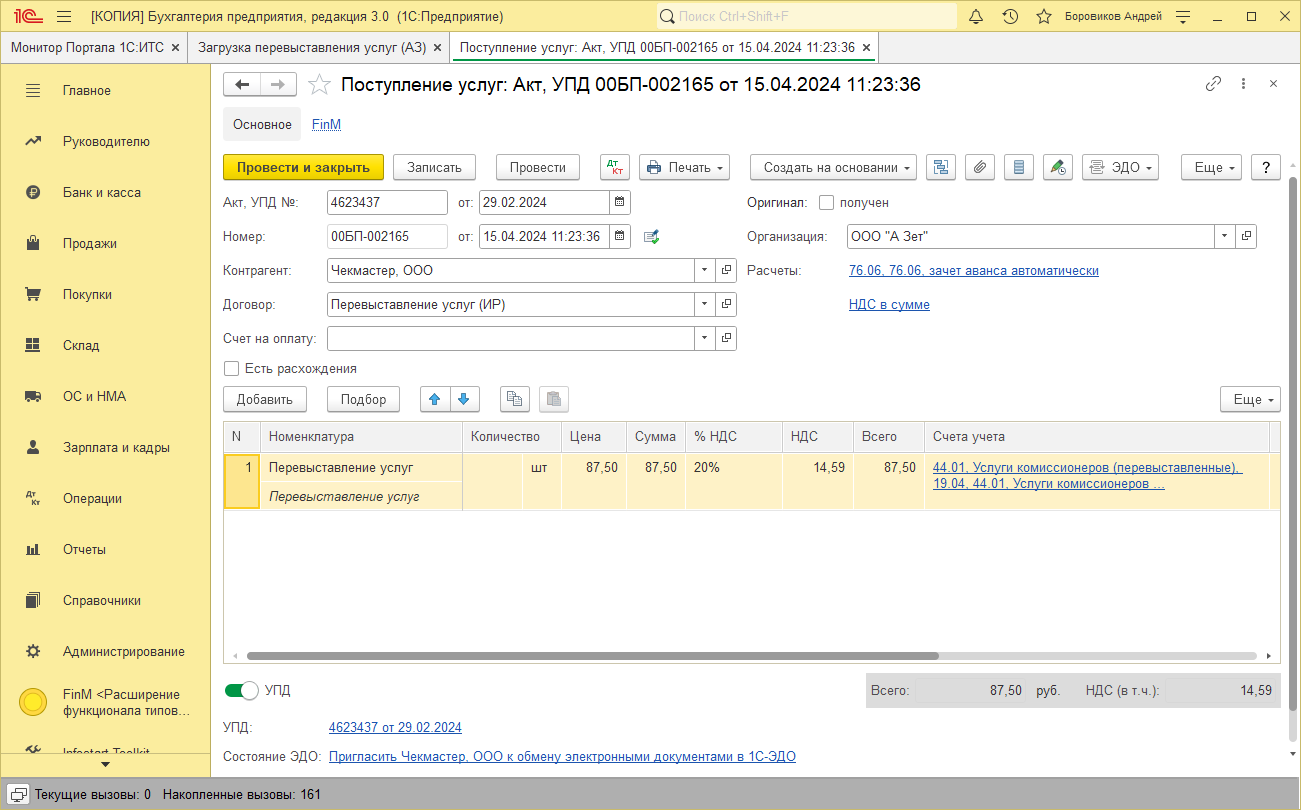 1С [КОПИЯ] Бухгалтерия предприятия, редакция 3.0 (1С:Предприятие) Поиск Ctrl+Shift+F Боровиков Андрей
Монитор Портала 1С:ИТС × Загрузка перевыставления услуг (АЗ) × Поступление услуг: Акт, УПД 00БП-002165 от 15.04.2024 11:23:36 ×
Главное
Руководителю
Банк и касса
Продажи
Покупки
Склад
ОС и НМА
Зарплата и кадры
Операции
Отчеты
Справочники
Администрирование
FinM <Расширение
функционала типов...
Infostart Toolkit
Поступление услуг: Акт, УПД 00БП-002165 от 15.04.2024 11:23:36
Основное FinM
Провести и закрыть Записать Провести Дт Кт Печать Создать на основании ЭДО Еще ?
Акт, УПД №: 4623437 от: 29.02.2024 Оригинал: получен
Номер: 00БП-002165 от: 15.04.2024 11:23:36 Организация: ООО "А Зет"
Контрагент: Чекмастер, ООО Расчеты: 76.06, 76.06, зачет аванса автоматически
Договор: Перевыставление услуг (ИР) НДС в сумме
Счет на оплату:
Есть расхождения
Добавить Подбор Еще
N Номенклатура Количество Цена Сумма % НДС НДС Всего Счета учета
1 Перевыставление услуг шт 87,50 87,50 20% 14,59 87,50 44.01, Услуги комиссионеров (перевыставленные),
Перевыставление услуг 19.04, 44.01, Услуги комиссионеров ...
УПД Всего: 87,50 руб. НДС (в т.ч.): 14,59
УПД: 4623437 от 29.02.2024
Состояние ЭДО: Пригласить Чекмастер, ООО к обмену электронными документами в 1С-ЭДО
Текущие вызовы: 0 Накопленные вызовы: 161